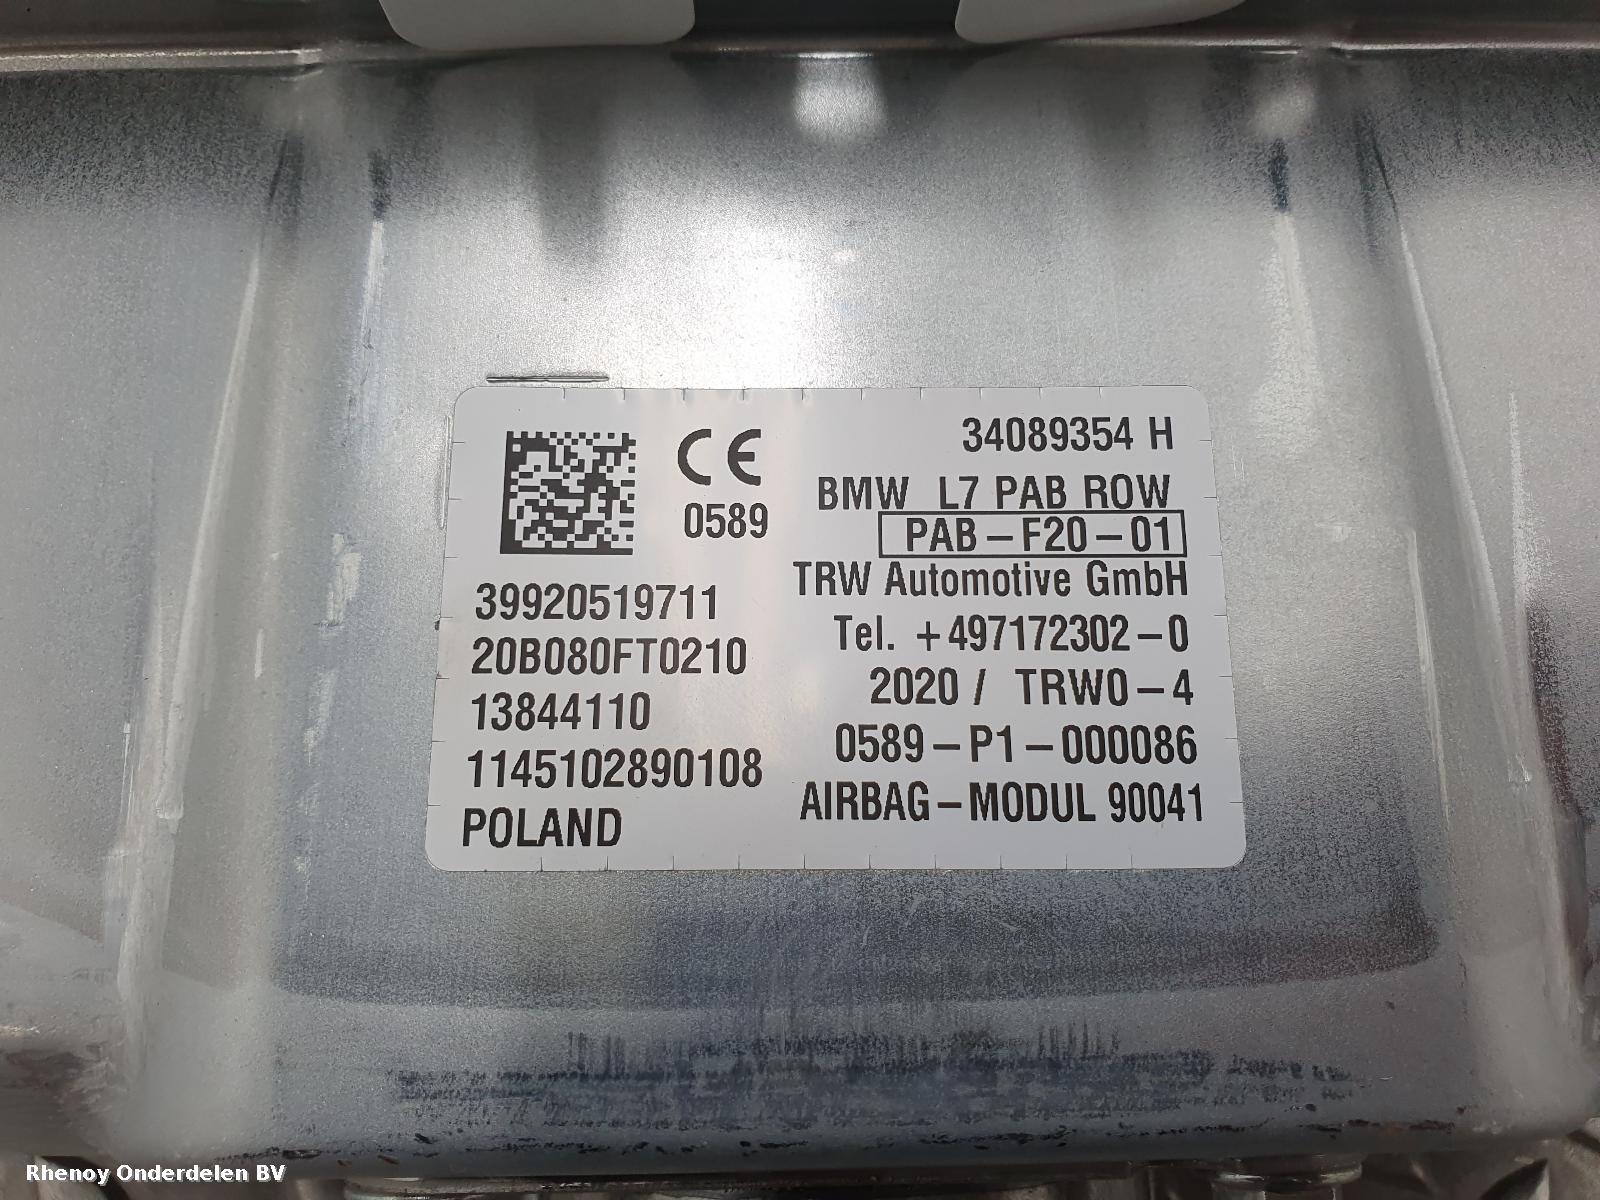 CE
0589
39920519711
20B080FT0210
13844110
1145102890108
POLAND
34089354 H
BMW L7 PAB ROW
PAB-F20-01
TRW Automotive GmbH
Tel. +497172302-0
2020 / TRW0-4
0589-P1-000086
AIRBAG-MODUL 90041
Rhenoy Onderdelen BV